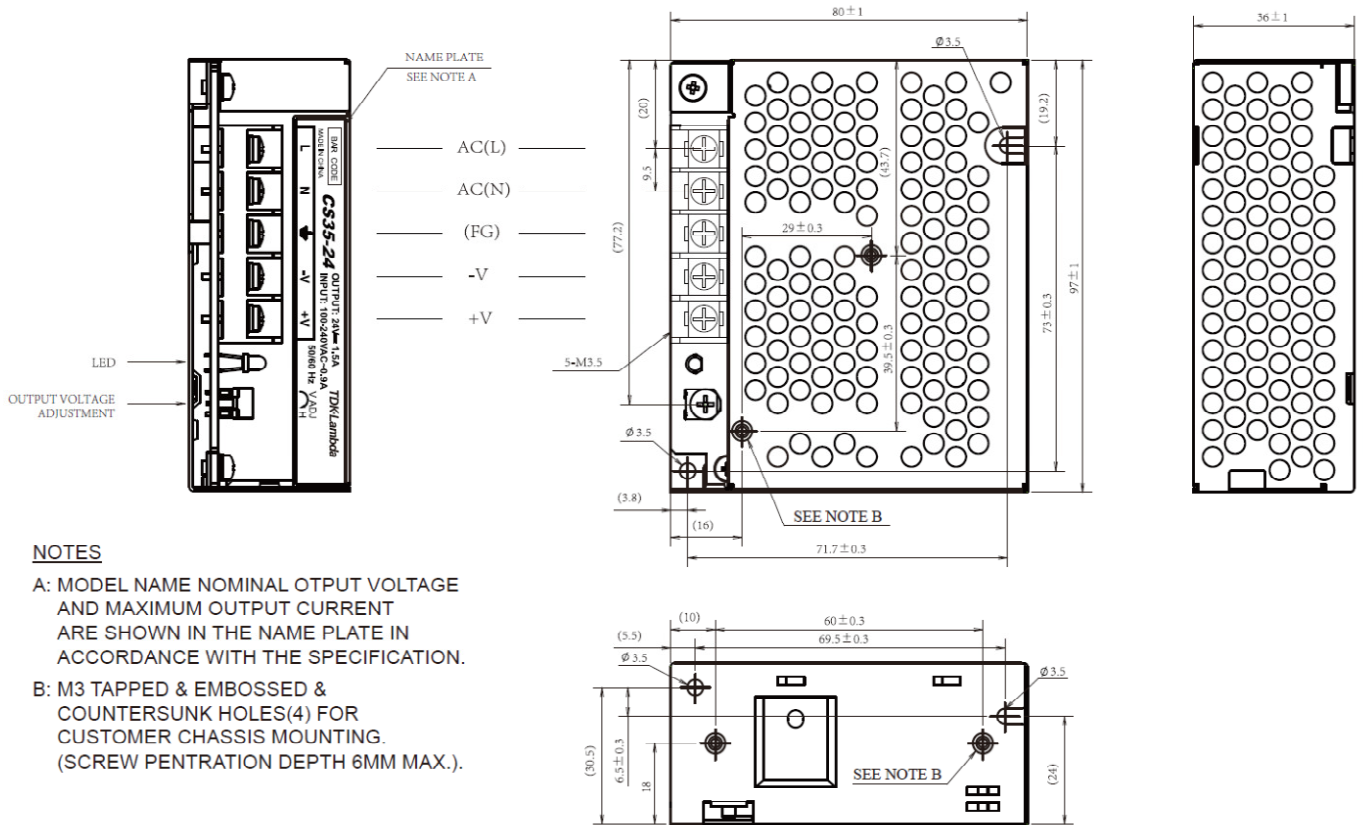 NAME PLATE
SEE NOTE A
BAR CODE
MADE IN CHINA
L
N
-V
+V
CS35-24
OUTPUT: 24V 1.5A
INPUT: 100-240VAC~0.9A
50/60 Hz
TDK-Lambda
V.ADJ
H
AC(L)
AC(N)
(FG)
-V
+V
LED
OUTPUT VOLTAGE
ADJUSTMENT
80±1
Ø3.5
(20)
9.5
(77.2)
(43.7)
29±0.3
39.5±0.3
(19.2)
73±0.3
97±1
5-M3.5
Ø3.5
(3.8)
(16)
SEE NOTE B
71.7±0.3
36±1
NOTES
A: MODEL NAME NOMINAL OTPUT VOLTAGE
AND MAXIMUM OUTPUT CURRENT
ARE SHOWN IN THE NAME PLATE IN
ACCORDANCE WITH THE SPECIFICATION.
B: M3 TAPPED & EMBOSSED &
COUNTERSUNK HOLES(4) FOR
CUSTOMER CHASSIS MOUNTING.
(SCREW PENTRATION DEPTH 6MM MAX.).
(10)
60±0.3
(5.5)
69.5±0.3
Ø3.5
Ø3.5
(30.5)
6.5±0.3
18
SEE NOTE B
(24)